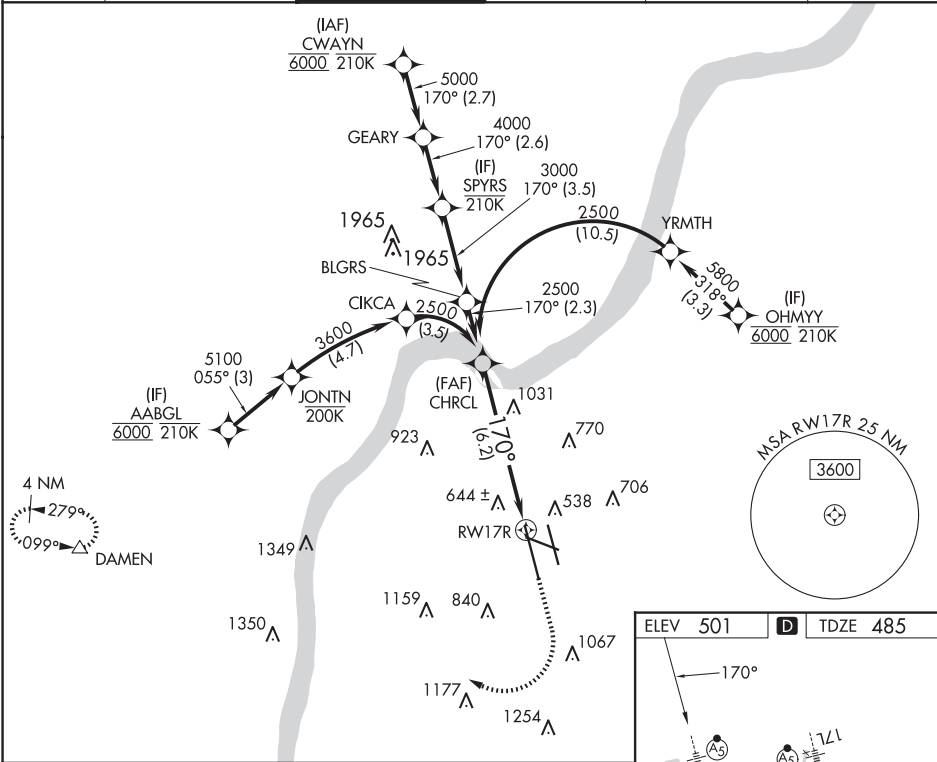 (IAF)
CWAYN
6000 210K
5000
170° (2.7)
GEARY
4000
170° (2.6)
(IF)
SPYRS
210K
3000
170° (3.5)
1965
1965
2500
(10.5)
YRMTH
5800
318°
(3.3)
(IF)
OHMYY
6000 210K
BLGRS
2500
170° (2.3)
CIKCA
2500
(3.5)
3600
(4.7)
5100
055° (3)
JONTN
200K
(IF)
AABGL
6000 210K
(FAF)
CHRCL
1031
170°
(6.2)
923
770
MSA RW17R 25 NM
3600
4 NM
279°
099°
DAMEN
644 ±
538
706
RW17R
1349
1159
840
1350
1067
1177
1254
ELEV 501
D
TDZE 485
170°
A5
A5
17L